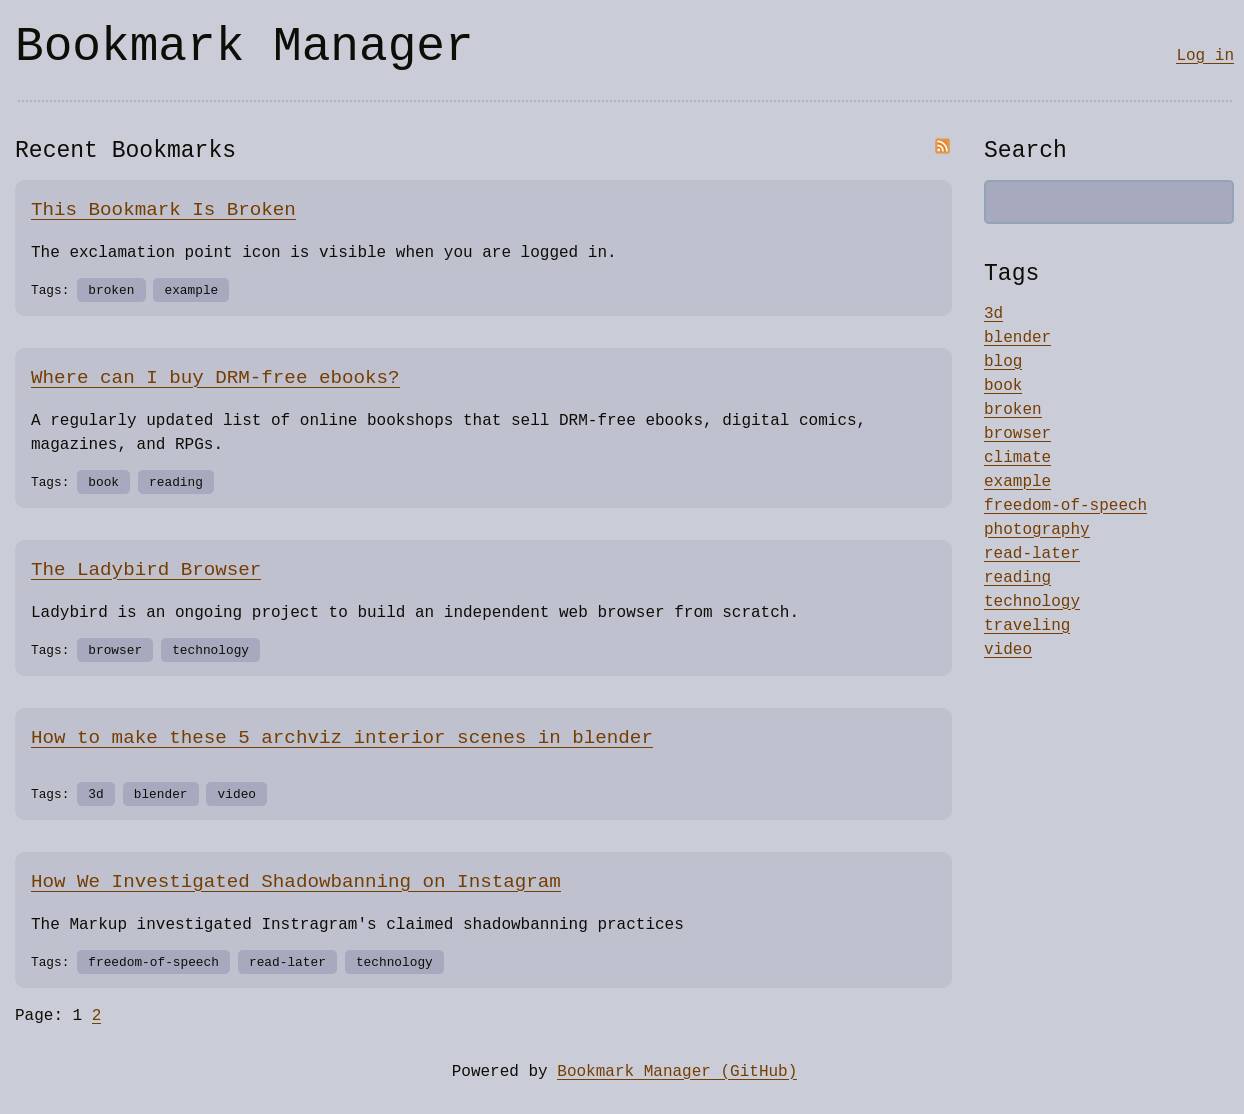 Bookmark Manager
Log in
Recent Bookmarks
This Bookmark Is Broken
The exclamation point icon is visible when you are logged in.
Tags: broken example
Where can I buy DRM-free ebooks?
A regularly updated list of online bookshops that sell DRM-free ebooks, digital comics,
magazines, and RPGs.
Tags: book reading
The Ladybird Browser
Ladybird is an ongoing project to build an independent web browser from scratch.
Tags: browser technology
How to make these 5 archviz interior scenes in blender
Tags: 3d blender video
How We Investigated Shadowbanning on Instagram
The Markup investigated Instragram's claimed shadowbanning practices
Tags: freedom-of-speech read-later technology
Page: 1 2
Search
Tags
3d
blender
blog
book
broken
browser
climate
example
freedom-of-speech
photography
read-later
reading
technology
traveling
video
Powered by Bookmark Manager (GitHub)